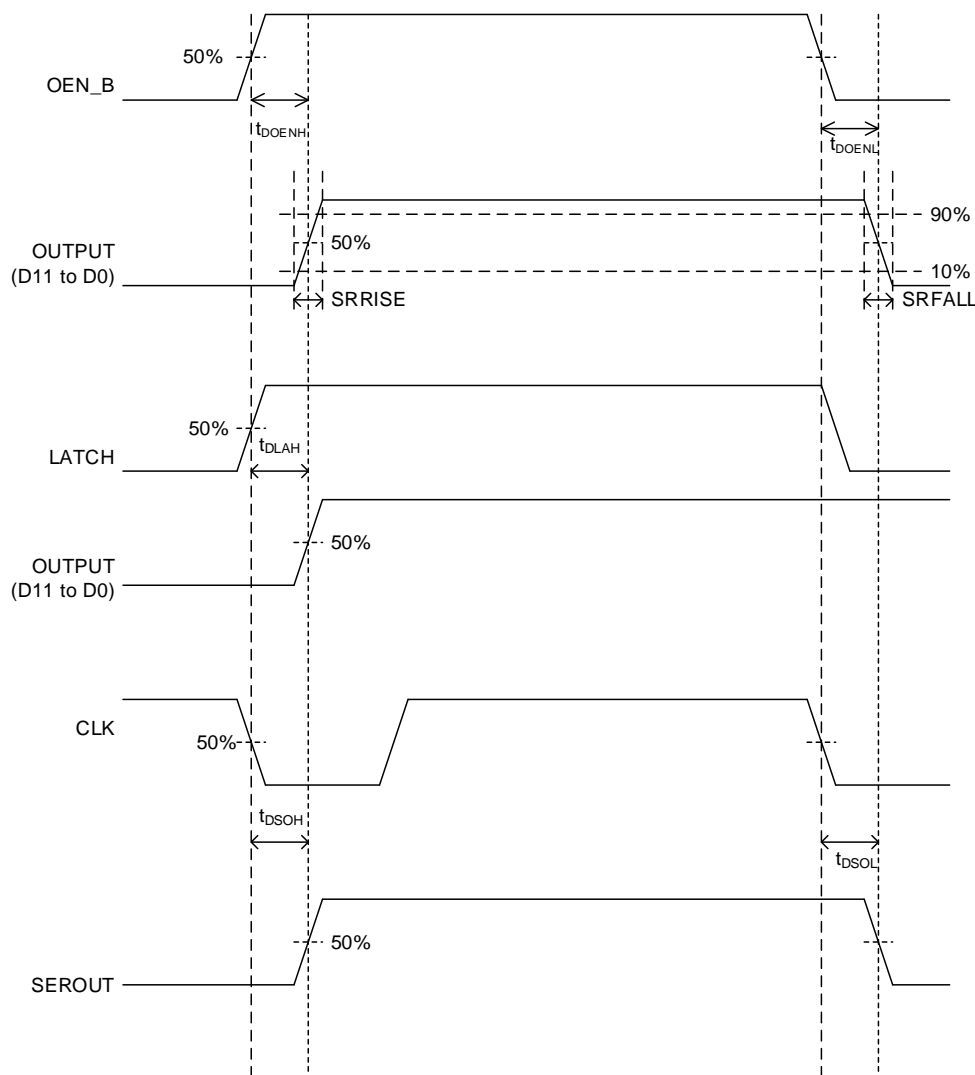 50%
OEN_B
tDOENH
tDOENL
90%
OUTPUT
(D11 to D0)
50%
10%
SRRISE
SRFALL
50%
LATCH
tDLAH
OUTPUT
(D11 to D0)
50%
CLK
50%
tDSOH
tDSOL
50%
SEROUT